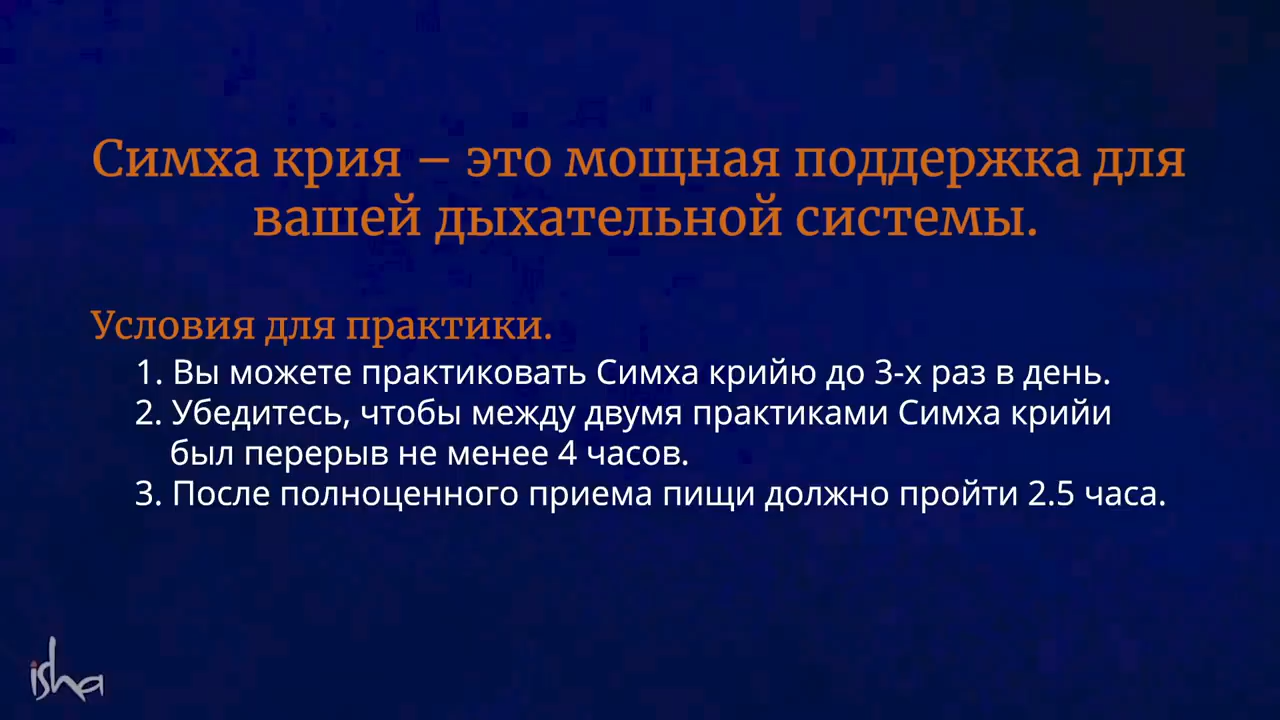 Симха крия – это мощная поддержка для
вашей дыхательной системы.
Условия для практики.
1. Вы можете практиковать Симха крийю до 3-х раз в день.
2. Убедитесь, чтобы между двумя практиками Симха крийи
был перерыв не менее 4 часов.
3. После полноценного приема пищи должно пройти 2.5 часа.
isha